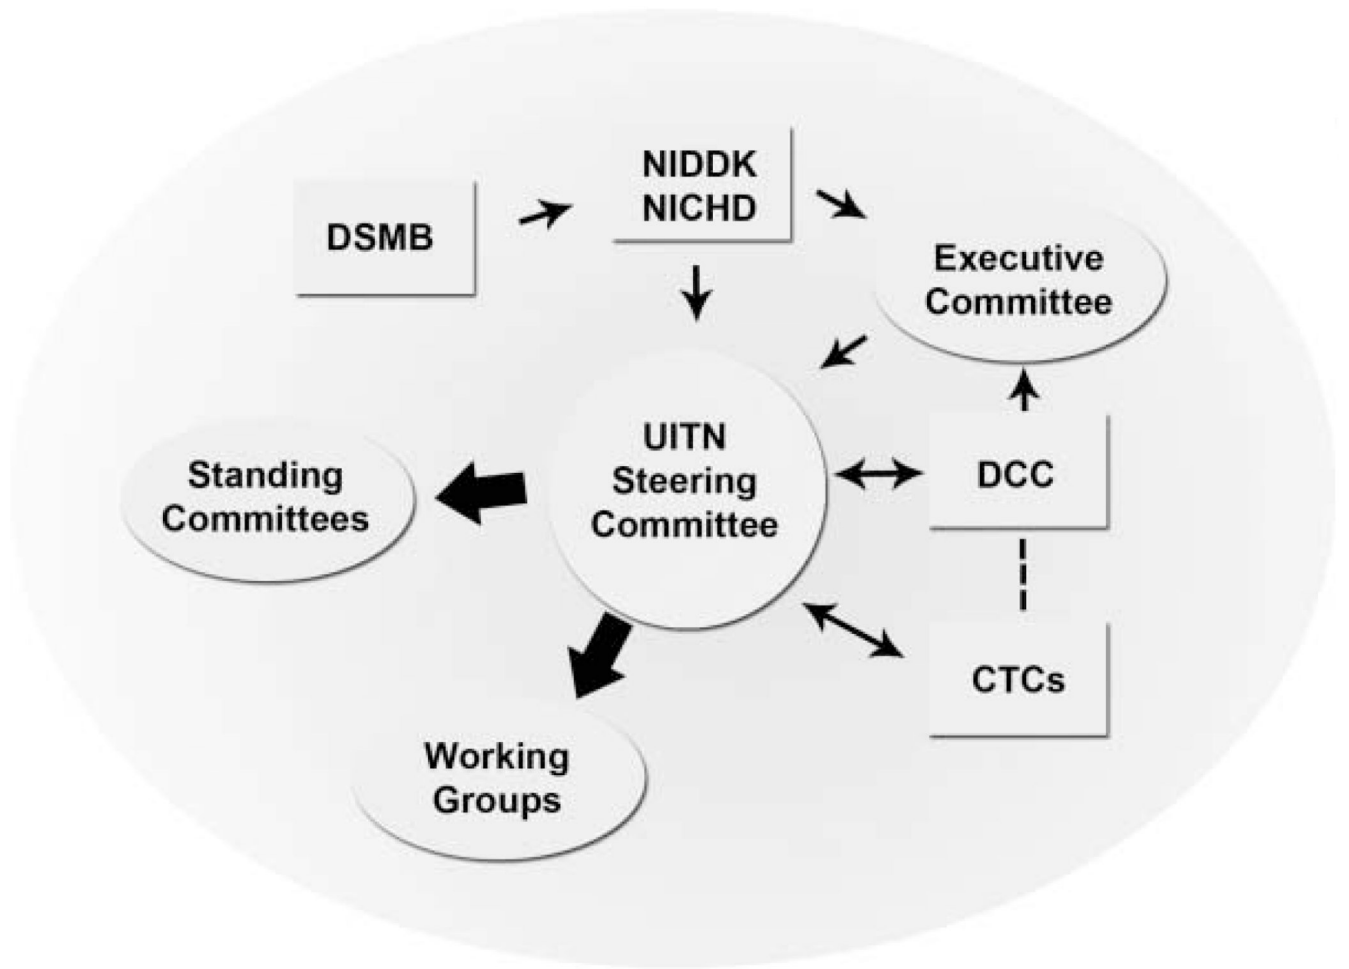 NIDDK
NICHD
DSMB
Executive
Committee
UITN
Steering
Committee
DCC
Standing
Committees
CTCs
Working
Groups